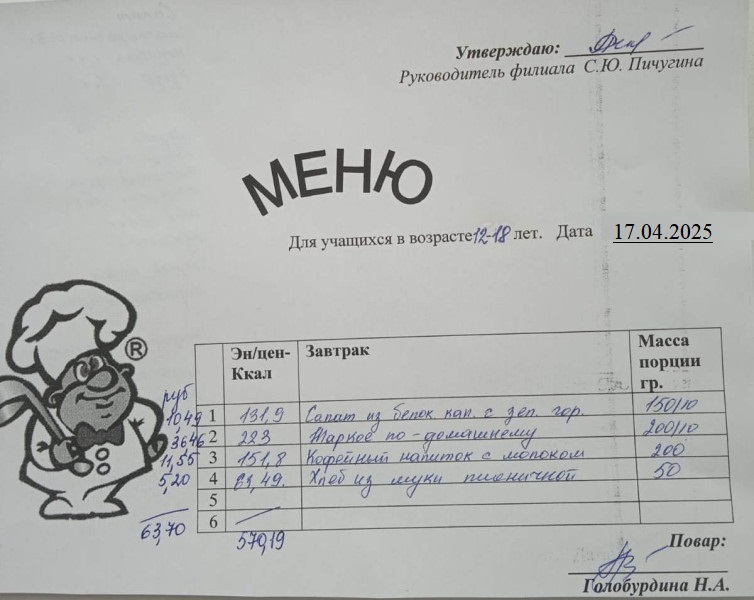 Утверждаю:
Руководитель филиала С.Ю. Пичугина
МЕНЮ
Для учащихся в возрасте 12-18 лет. Дата 17.04.2025
®
Эн/цен-Ккал Завтрак Масса порции гр.
руб
10,49 1 131,9 Салат из белок кап. с зел. гор. 150/10
36,46 2 223 Жаркое по-домашнему 200/10
11,55 3 151,8 Кофейный напиток с молоком 200
5,20 4 63,49. Хлеб из муки пшеничной 50
5
6
63,70 570,19
Повар:
Голобурдина Н.А.